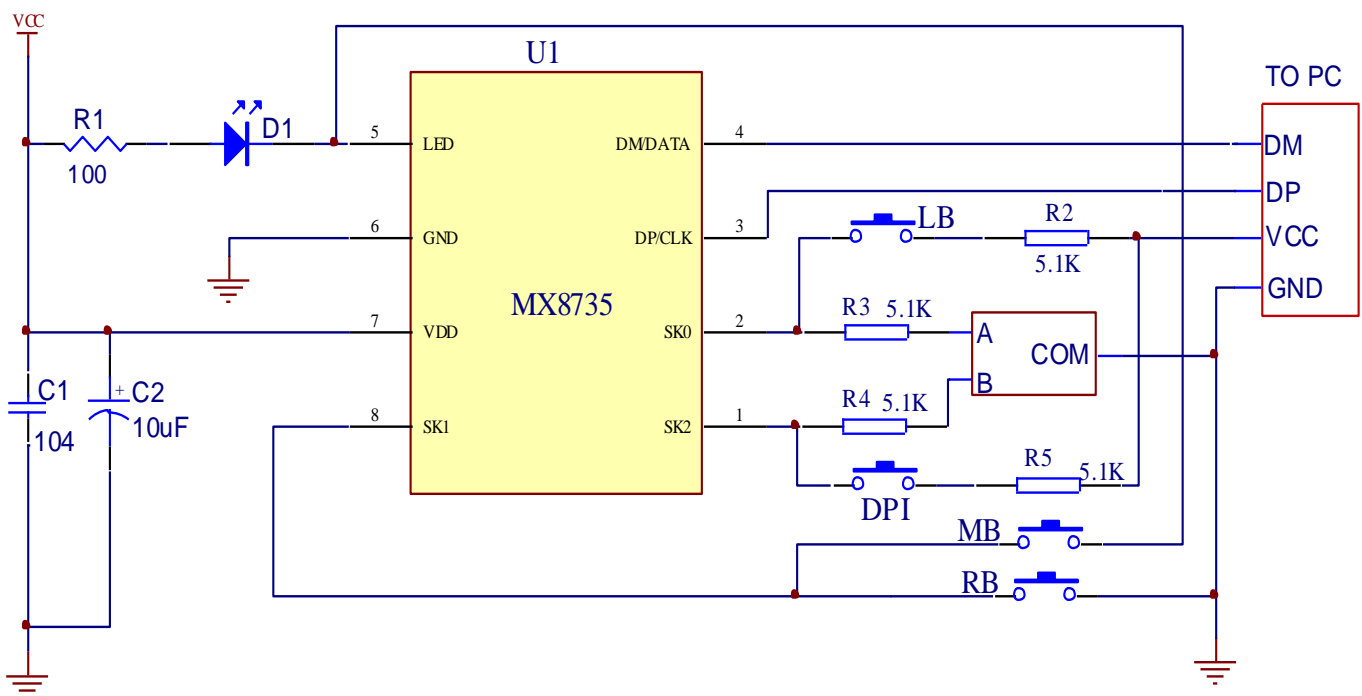 VCC
U1
TO PC
R1
100
D1
5
LED
DM/DATA
4
DM
DP
6
GND
DP/CLK
3
LB
R2
5.1K
VCC
GND
MX8735
7
VDD
SK0
2
R3
5.1K
A
COM
B
C1
104
+
C2
10uF
8
SK1
SK2
1
R4
5.1K
R5
5.1K
DPI
MB
RB